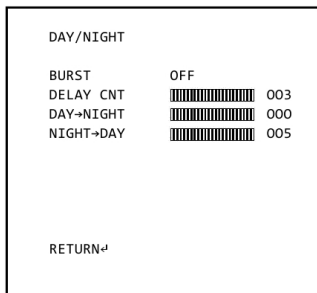 DAY/NIGHT
BURST OFF
DELAY CNT 003
DAY→NIGHT 000
NIGHT→DAY 005
RETURN↵